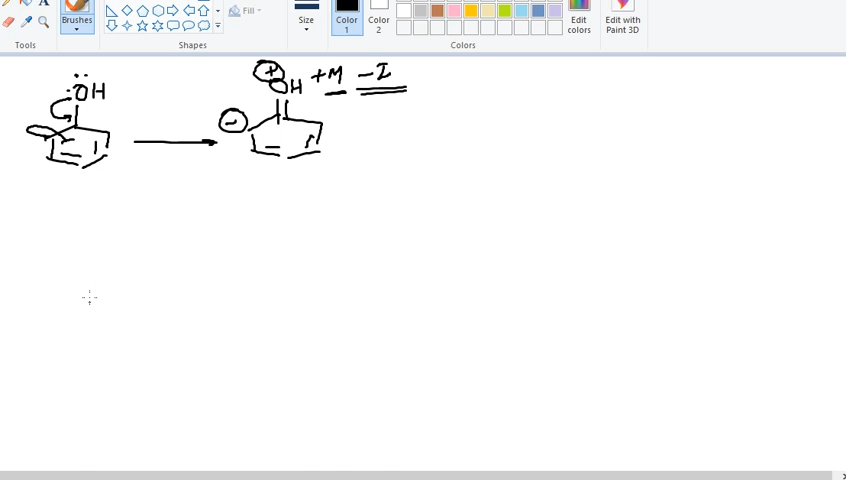 Brushes
Size
Color 1
Color 2
Edit colors
Edit with Paint 3D
Fill
A
Tools
Shapes
Colors
OH
+
OH +M −I
−